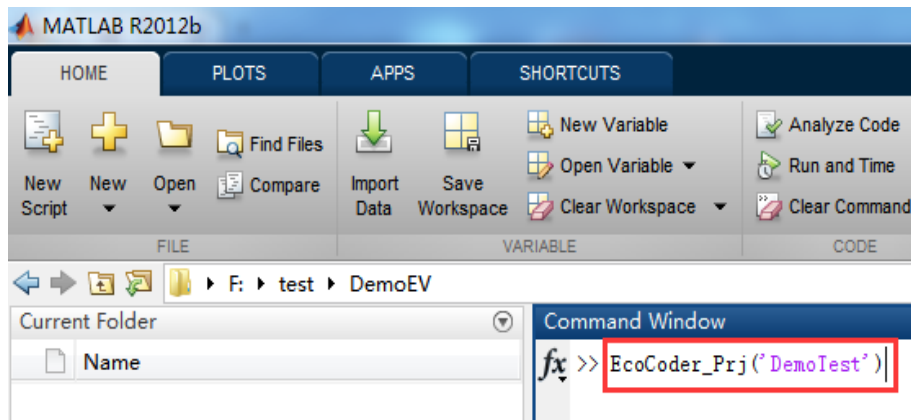 MATLAB R2012b
HOME PLOTS APPS SHORTCUTS
New Script
New
Open
Find Files
Compare
Import Data
Save Workspace
New Variable
Open Variable
Clear Workspace
Analyze Code
Run and Time
Clear Command
FILE VARIABLE CODE
F: test DemoEV
Current Folder
Name
Command Window
fx >> EcoCoder_Prj('DemoTest')